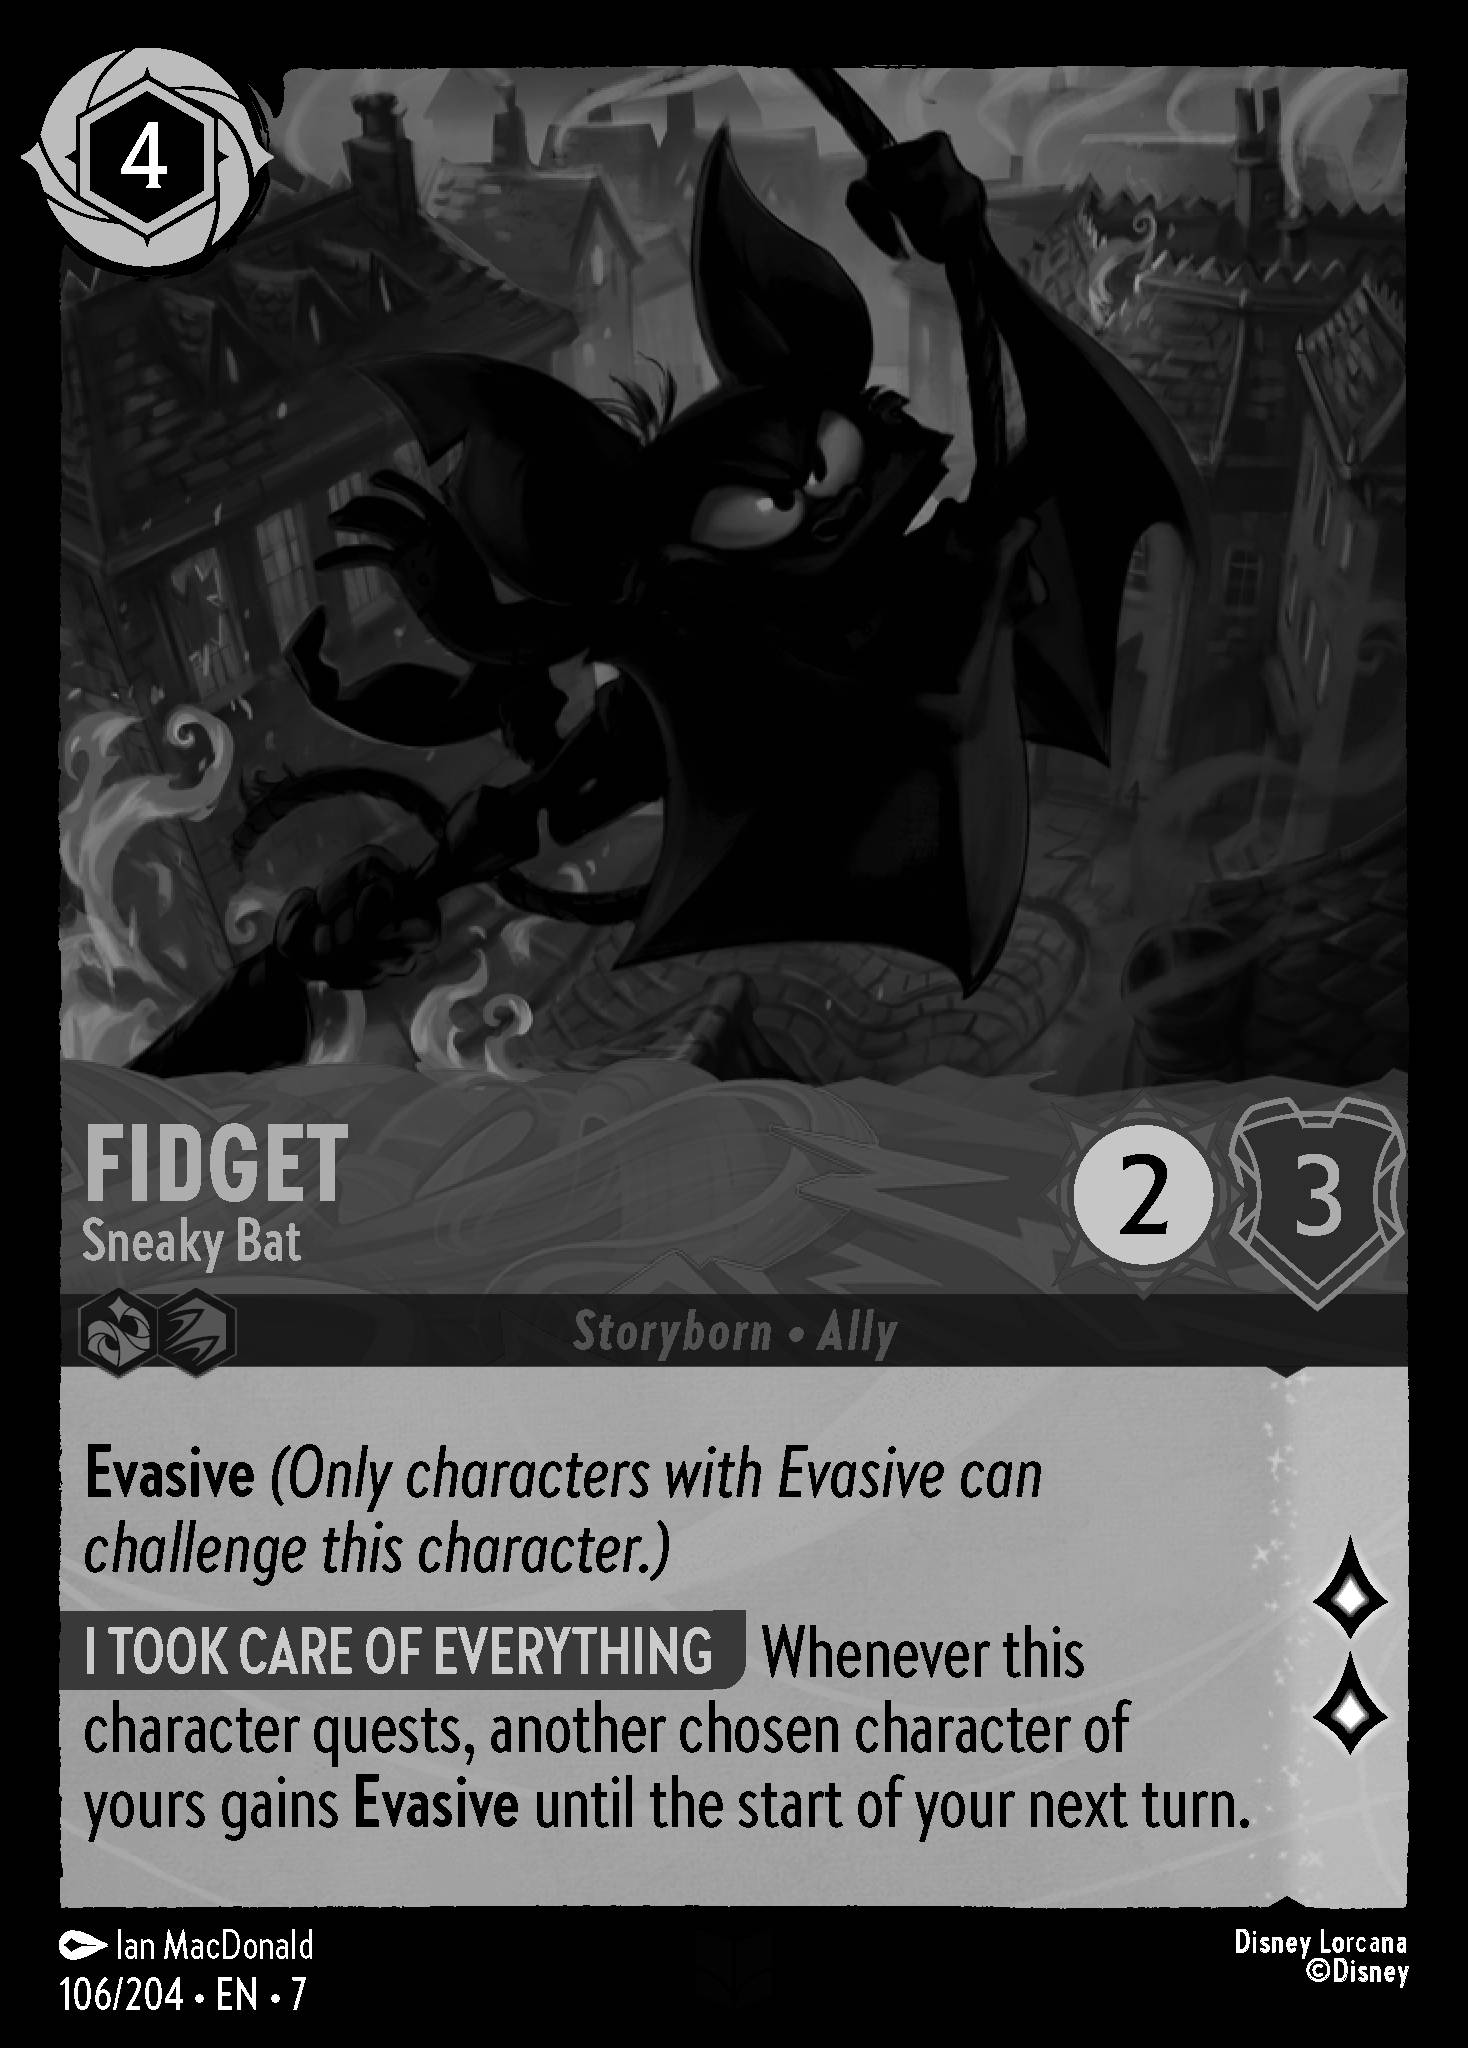 4
FIDGET
Sneaky Bat
2
3
Storyborn • Ally
Evasive (Only characters with Evasive can
challenge this character.)
I TOOK CARE OF EVERYTHING Whenever this
character quests, another chosen character of
yours gains Evasive until the start of your next turn.
Ian MacDonald
106/204 • EN • 7
Disney Lorcana
©Disney